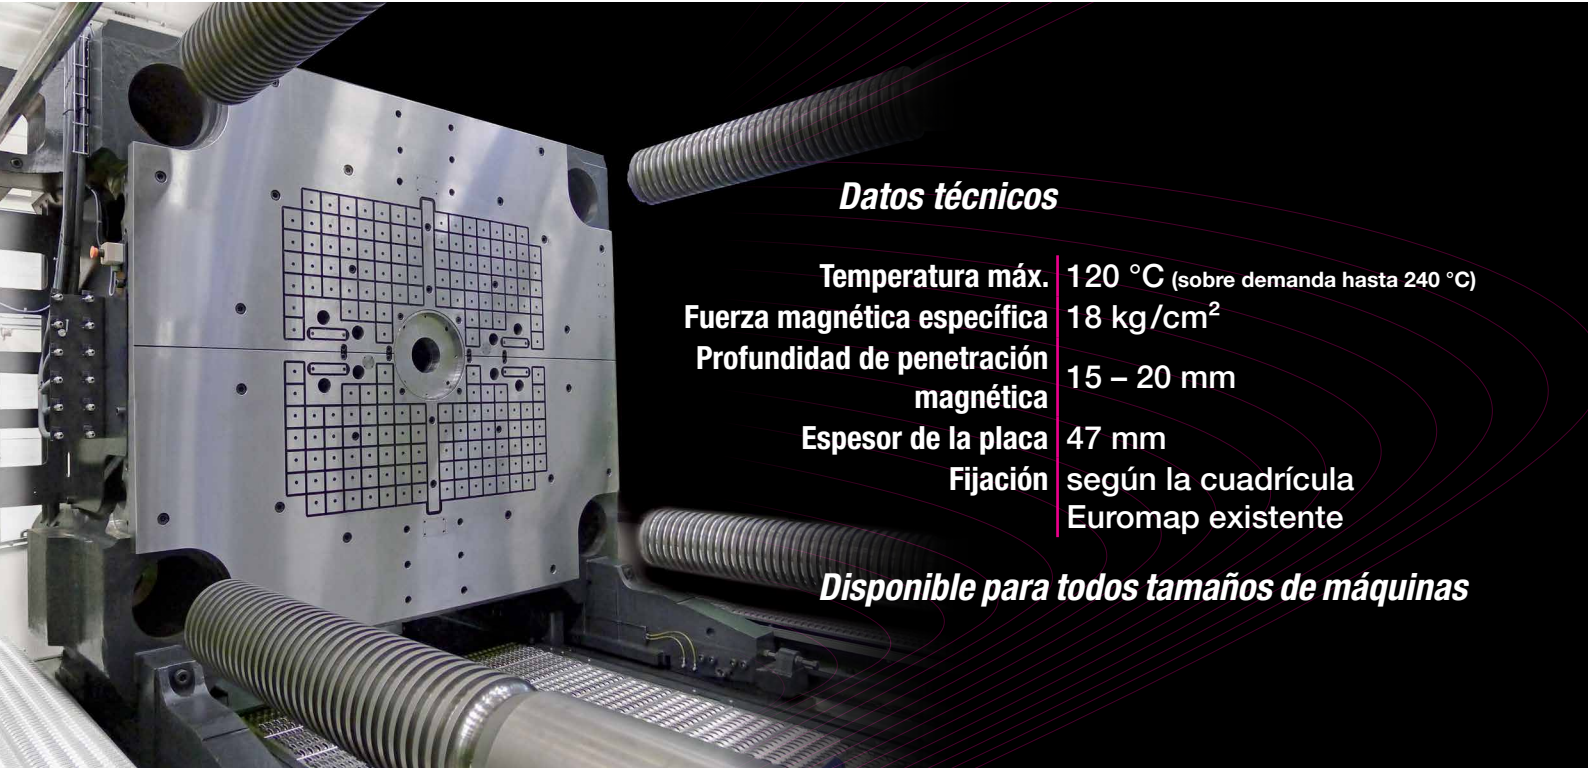 Datos técnicos
Temperatura máx. 120 °C (sobre demanda hasta 240 °C)
Fuerza magnética específica 18 kg/cm²
Profundidad de penetración
magnética 15 – 20 mm
Espesor de la placa 47 mm
Fijación según la cuadrícula
Euromap existente
Disponible para todos tamaños de máquinas